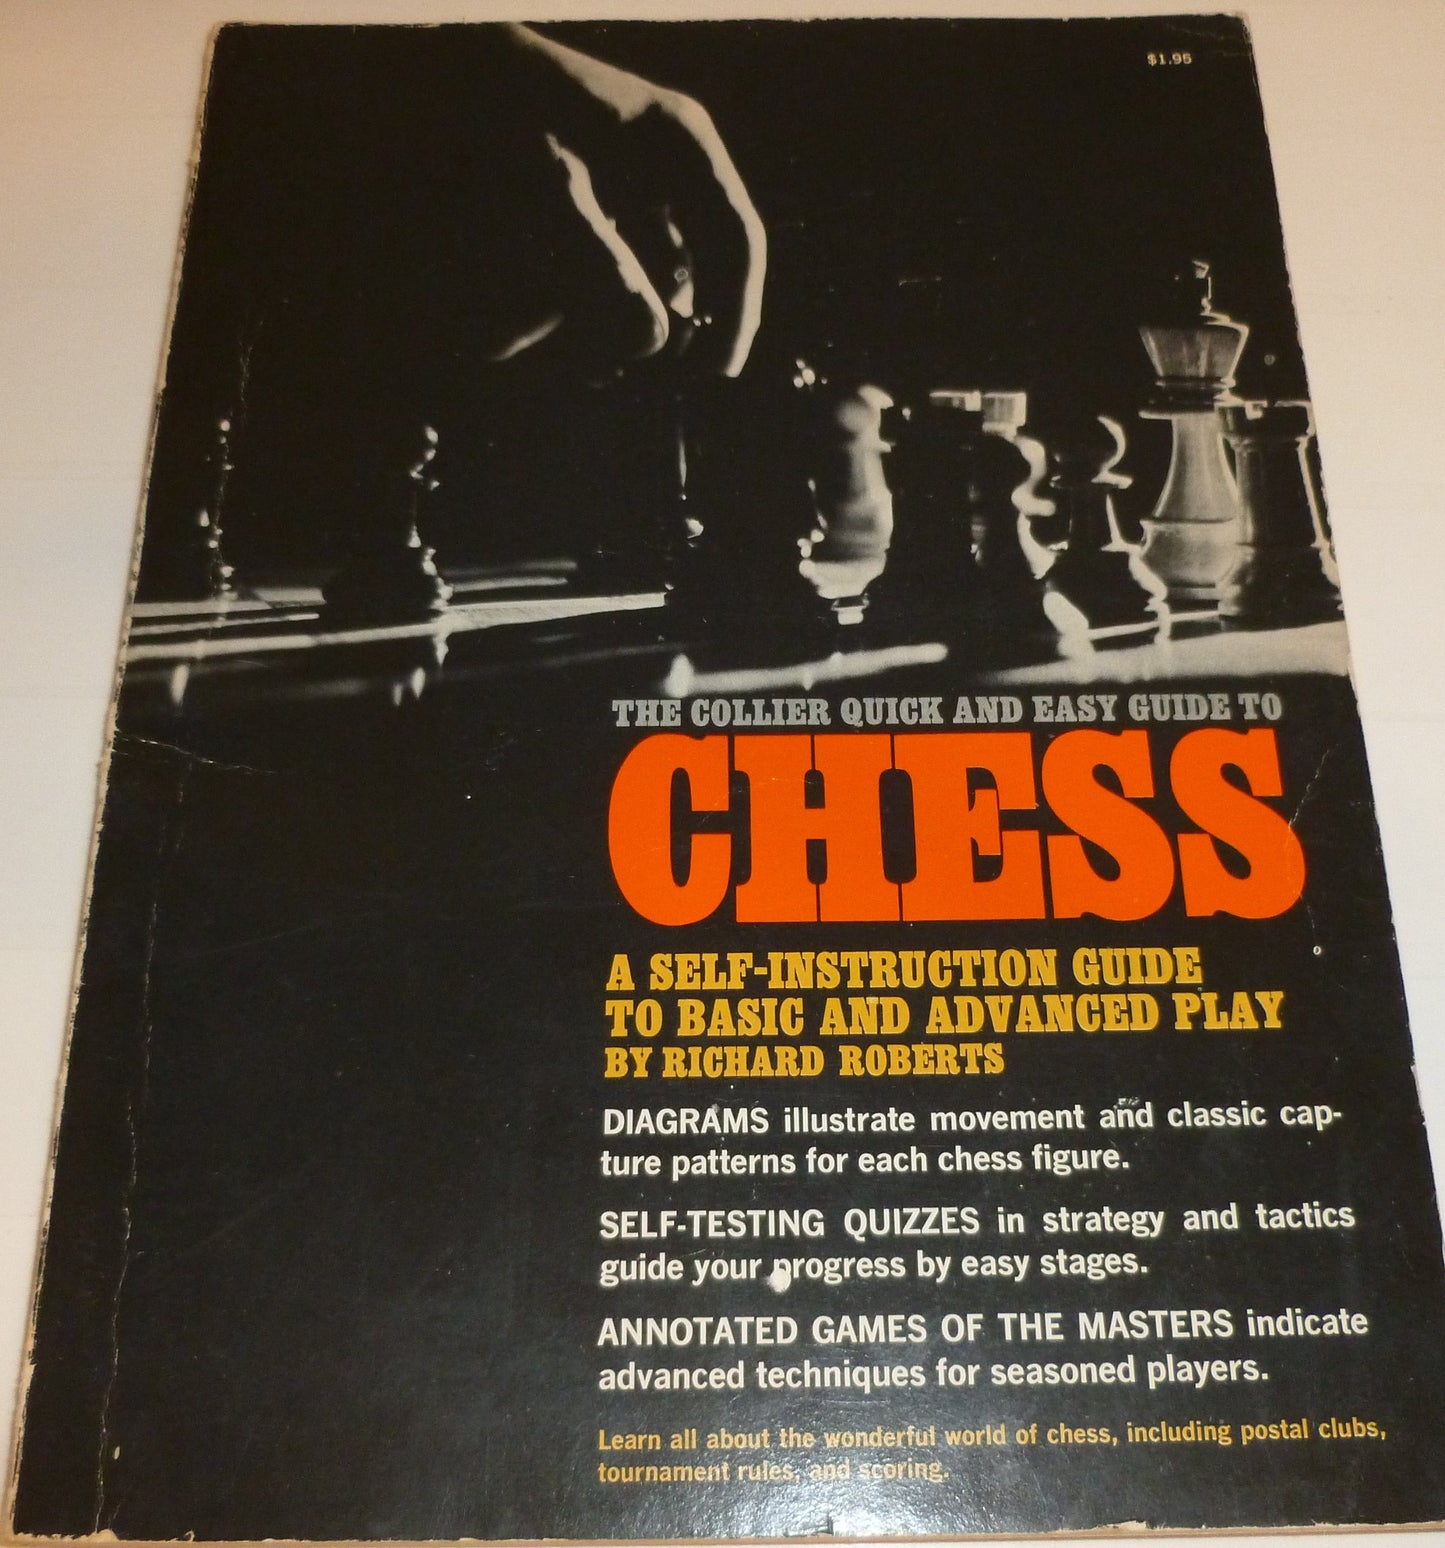 $1.95
THE COLLIER QUICK AND EASY GUIDE TO
CHESS
A SELF-INSTRUCTION GUIDE
TO BASIC AND ADVANCED PLAY
BY RICHARD ROBERTS
DIAGRAMS illustrate movement and classic cap-
ture patterns for each chess figure.
SELF-TESTING QUIZZES in strategy and tactics
guide your progress by easy stages.
ANNOTATED GAMES OF THE MASTERS indicate
advanced techniques for seasoned players.
Learn all about the wonderful world of chess, including postal clubs,
tournament rules, and scoring.